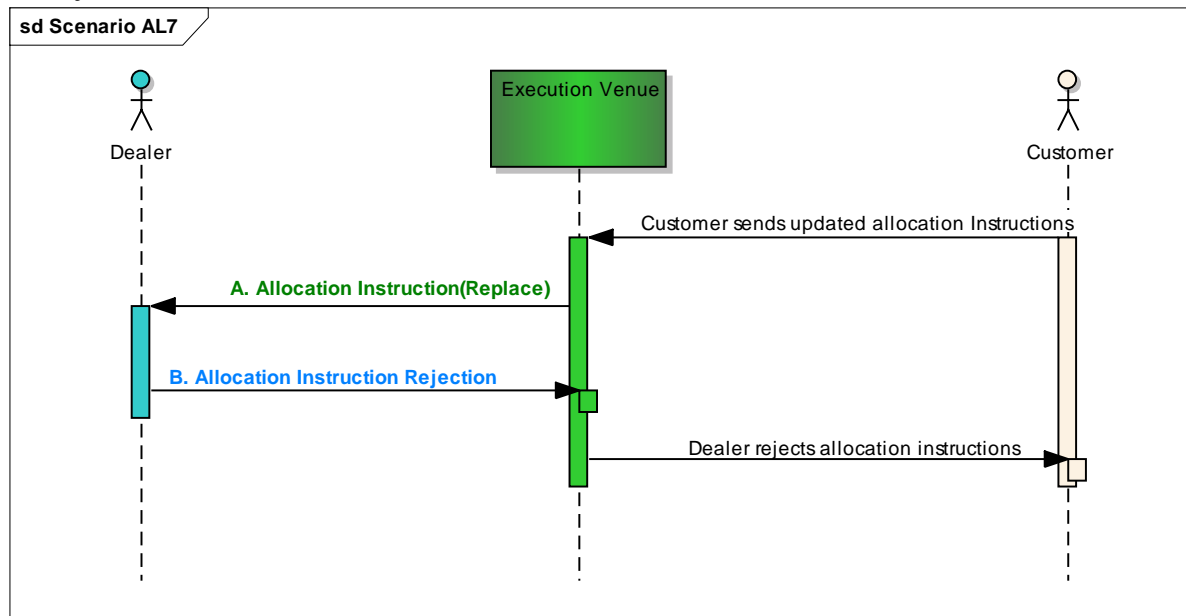 sd Scenario AL7
Execution Venue
Dealer
Customer
Customer sends updated allocation Instructions
A. Allocation Instruction(Replace)
B. Allocation Instruction Rejection
Dealer rejects allocation instructions